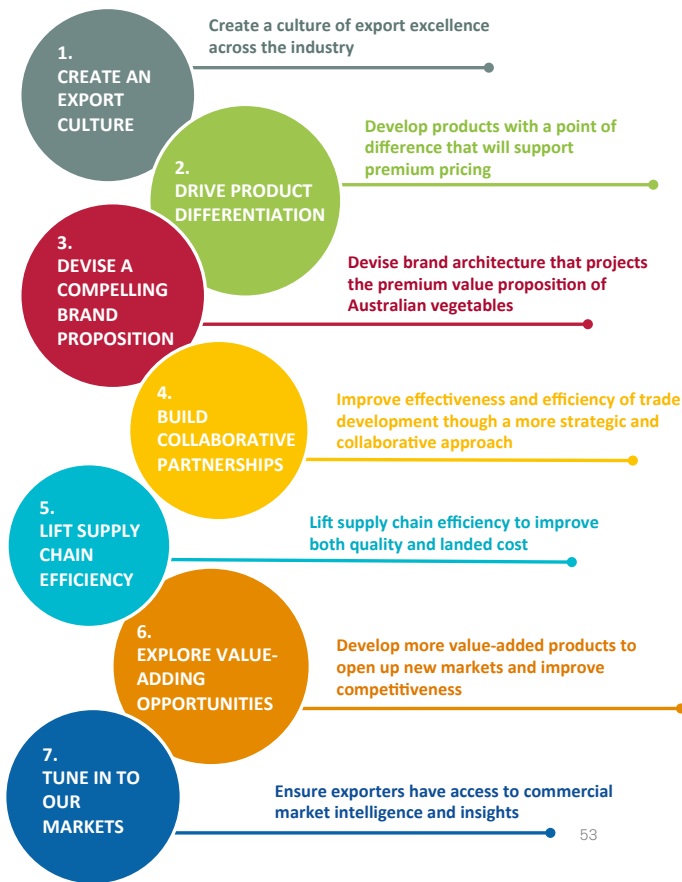 1.
CREATE AN
EXPORT
CULTURE
Create a culture of export excellence
across the industry
2.
DRIVE PRODUCT
DIFFERENTIATION
Develop products with a point of
difference that will support
premium pricing
3.
DEVISE A
COMPELLING
BRAND
PROPOSITION
Devise brand architecture that projects
the premium value proposition of
Australian vegetables
4.
BUILD
COLLABORATIVE
PARTNERSHIPS
Improve effectiveness and efficiency of trade
development though a more strategic and
collaborative approach
5.
LIFT SUPPLY
CHAIN
EFFICIENCY
Lift supply chain efficiency to improve
both quality and landed cost
6.
EXPLORE VALUE-
ADDING
OPPORTUNITIES
Develop more value-added products to
open up new markets and improve
competitiveness
7.
TUNE IN TO
OUR
MARKETS
Ensure exporters have access to commercial
market intelligence and insights
53